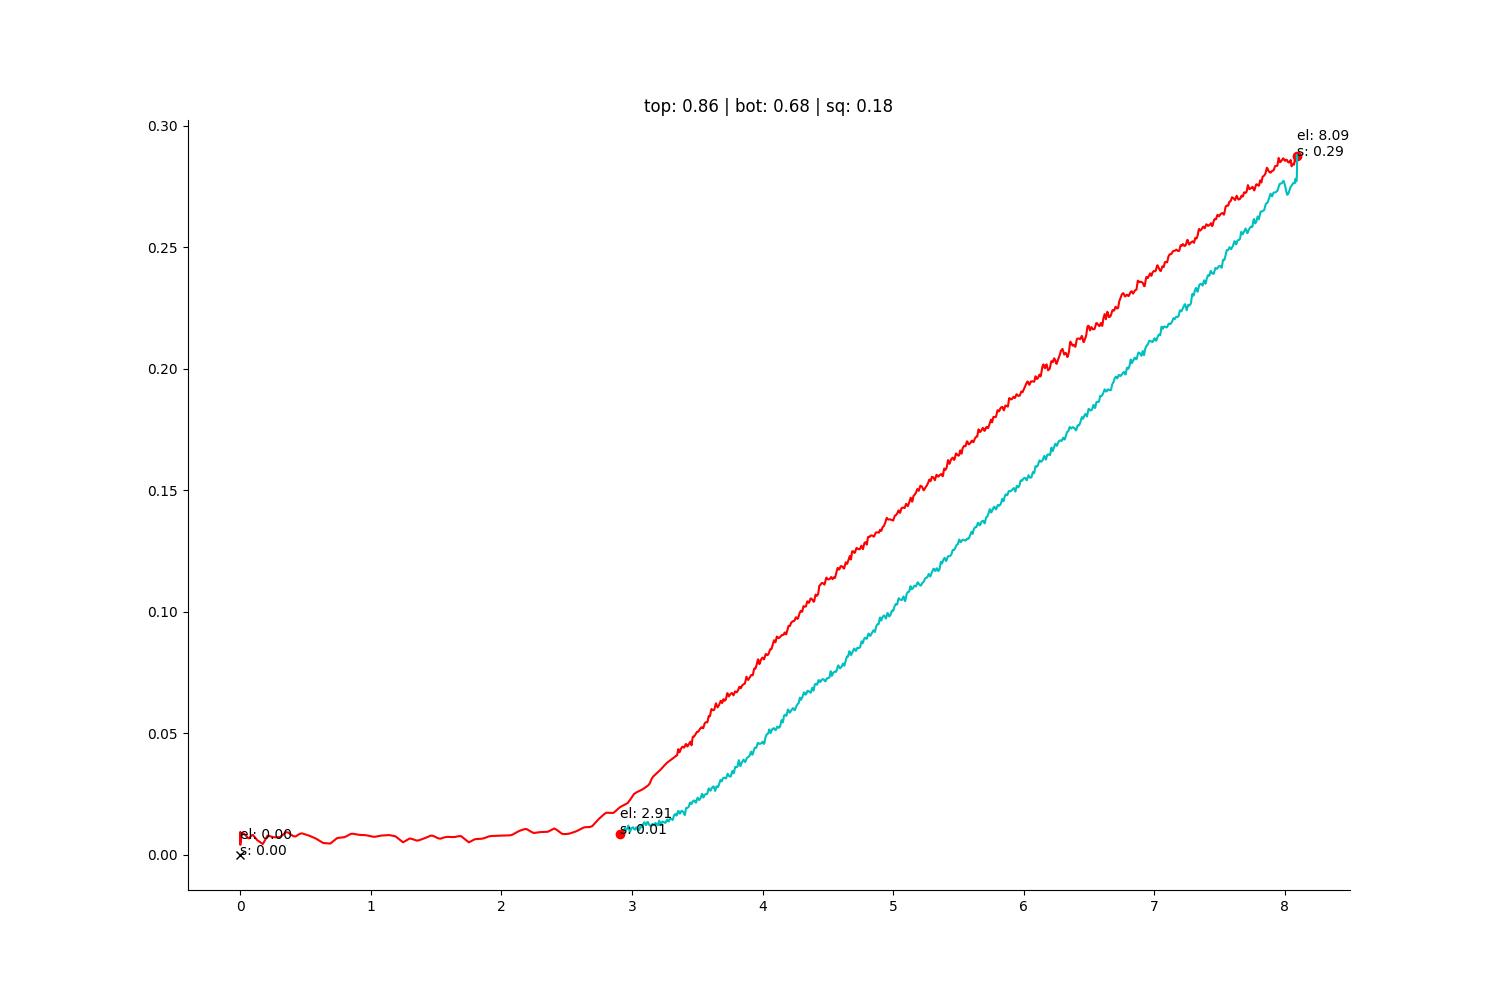 top: 0.86 | bot: 0.68 | sq: 0.18
0.30
0.25
0.20
0.15
0.10
0.05
0.00
el: 8.09
s: 0.29
el: 2.91
s: 0.01
el: 0.00
s: 0.00
0 1 2 3 4 5 6 7 8